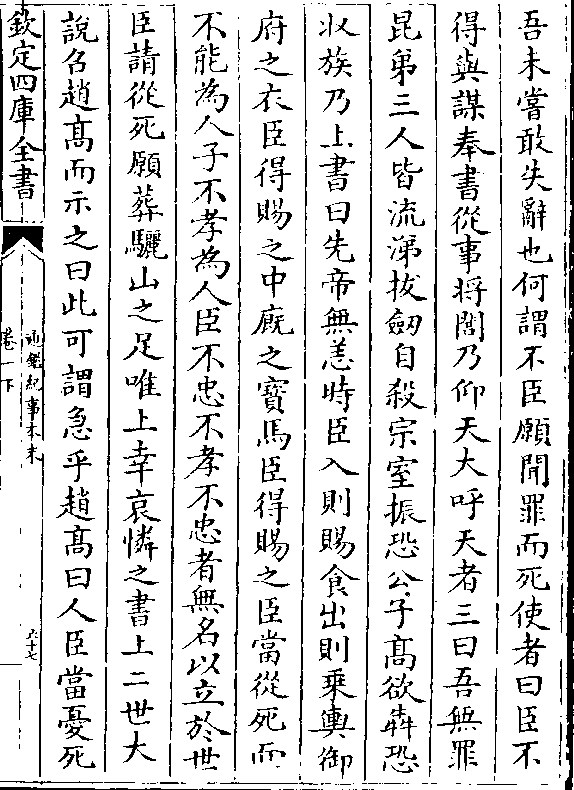 吾未嘗敢失辭也何謂不臣願聞罪而死使者曰臣不
得與謀奉書從事將閭乃仰天大呼天者三曰吾無罪
昆弟三人皆流涕拔劒自殺宗室振恐公子髙欲犇恐
收族乃上書曰先帝無恙時臣入則賜食出則乗輿御
府之衣臣得賜之中廐之寶馬臣得賜之臣當從死而
不能為人子不孝為人臣不忠不孝不忠者無名以立於世
臣請從死願葬驪山之足唯上幸哀憐之書上二世大
說召趙髙而示之曰此可謂急乎趙髙曰人臣當憂死
欽定四庫全書
通鑑紀事本末
卷一下
六十七